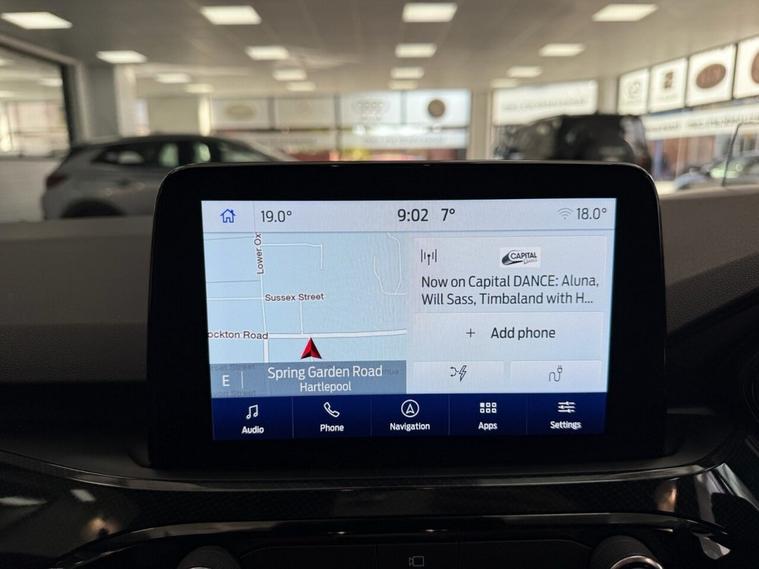 19.0°
9:02
7°
18.0°
Lower Ox
Sussex Street
ockton Road
E
Spring Garden Road
Hartlepool
CAPITAL
Now on Capital DANCE: Aluna,
Will Sass, Timbaland with H...
+ Add phone
Audio
Phone
Navigation
Apps
Settings